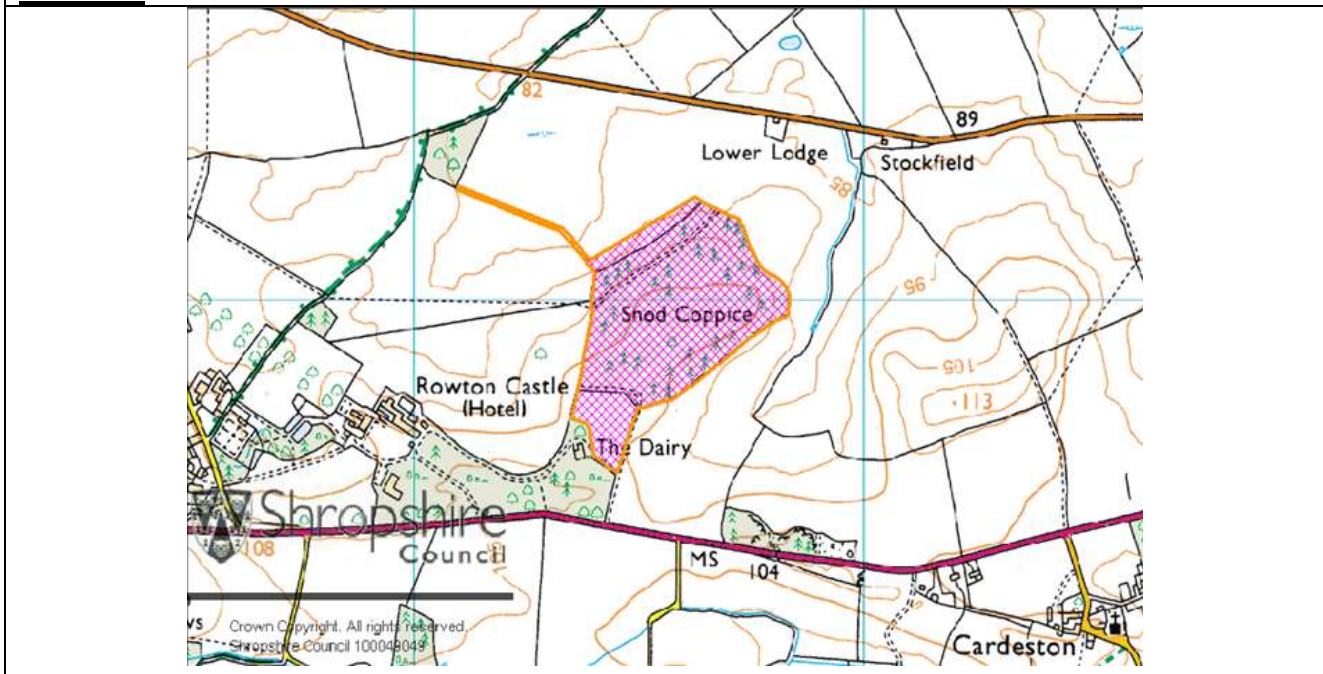 82
89
Lower Lodge
Stockfield
85
95
Snod Coppice
105
Rowton Castle
(Hotel)
113
The Dairy
Shropshire
Council
108
MS
104
Crown Copyright. All rights reserved.
Shropshire Council 100049049
Cardeston